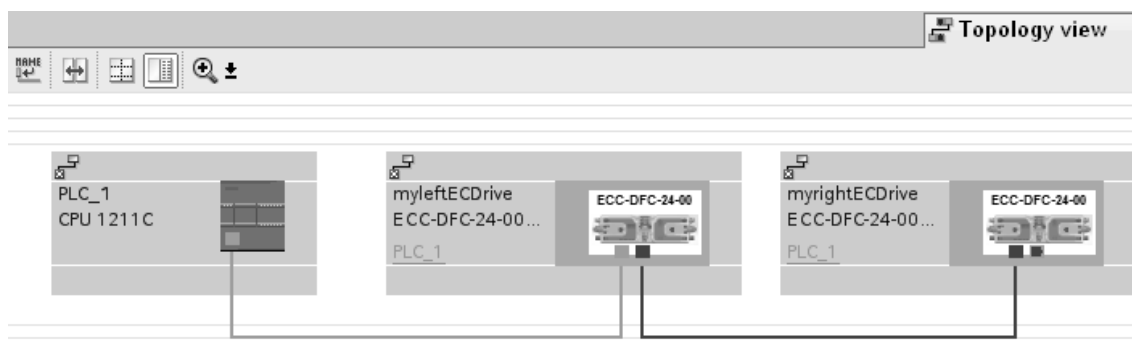 Topology view
NAME
PLC_1
CPU 1211C
myleftECDrive
ECC-DFC-24-00...
PLC_1
ECC-DFC-24-00
myrightECDrive
ECC-DFC-24-00...
PLC_1
ECC-DFC-24-00